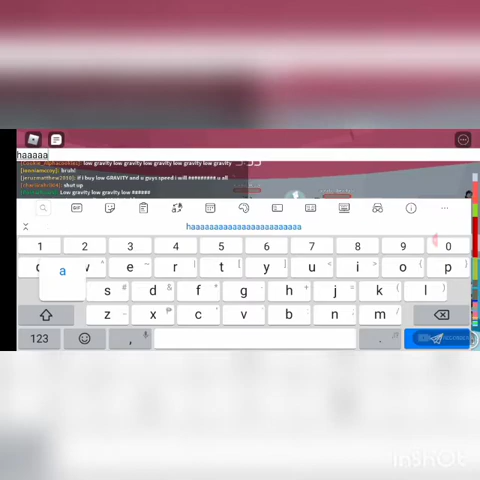 haaaaa
low gravity low gravity low gravity low gravity low gravity
bruh!
if i buy low GRAVITY and u guys spend i will ######### u all
shut up
Low gravity low gravity low ######
haaaaaaaaaaaaaaaaaaaaaaaa
1 2 3 4 5 6 7 8 9 0
e r t y u i o p
a s d f g h j k l
z x c v b n m
123 , .
InShOt